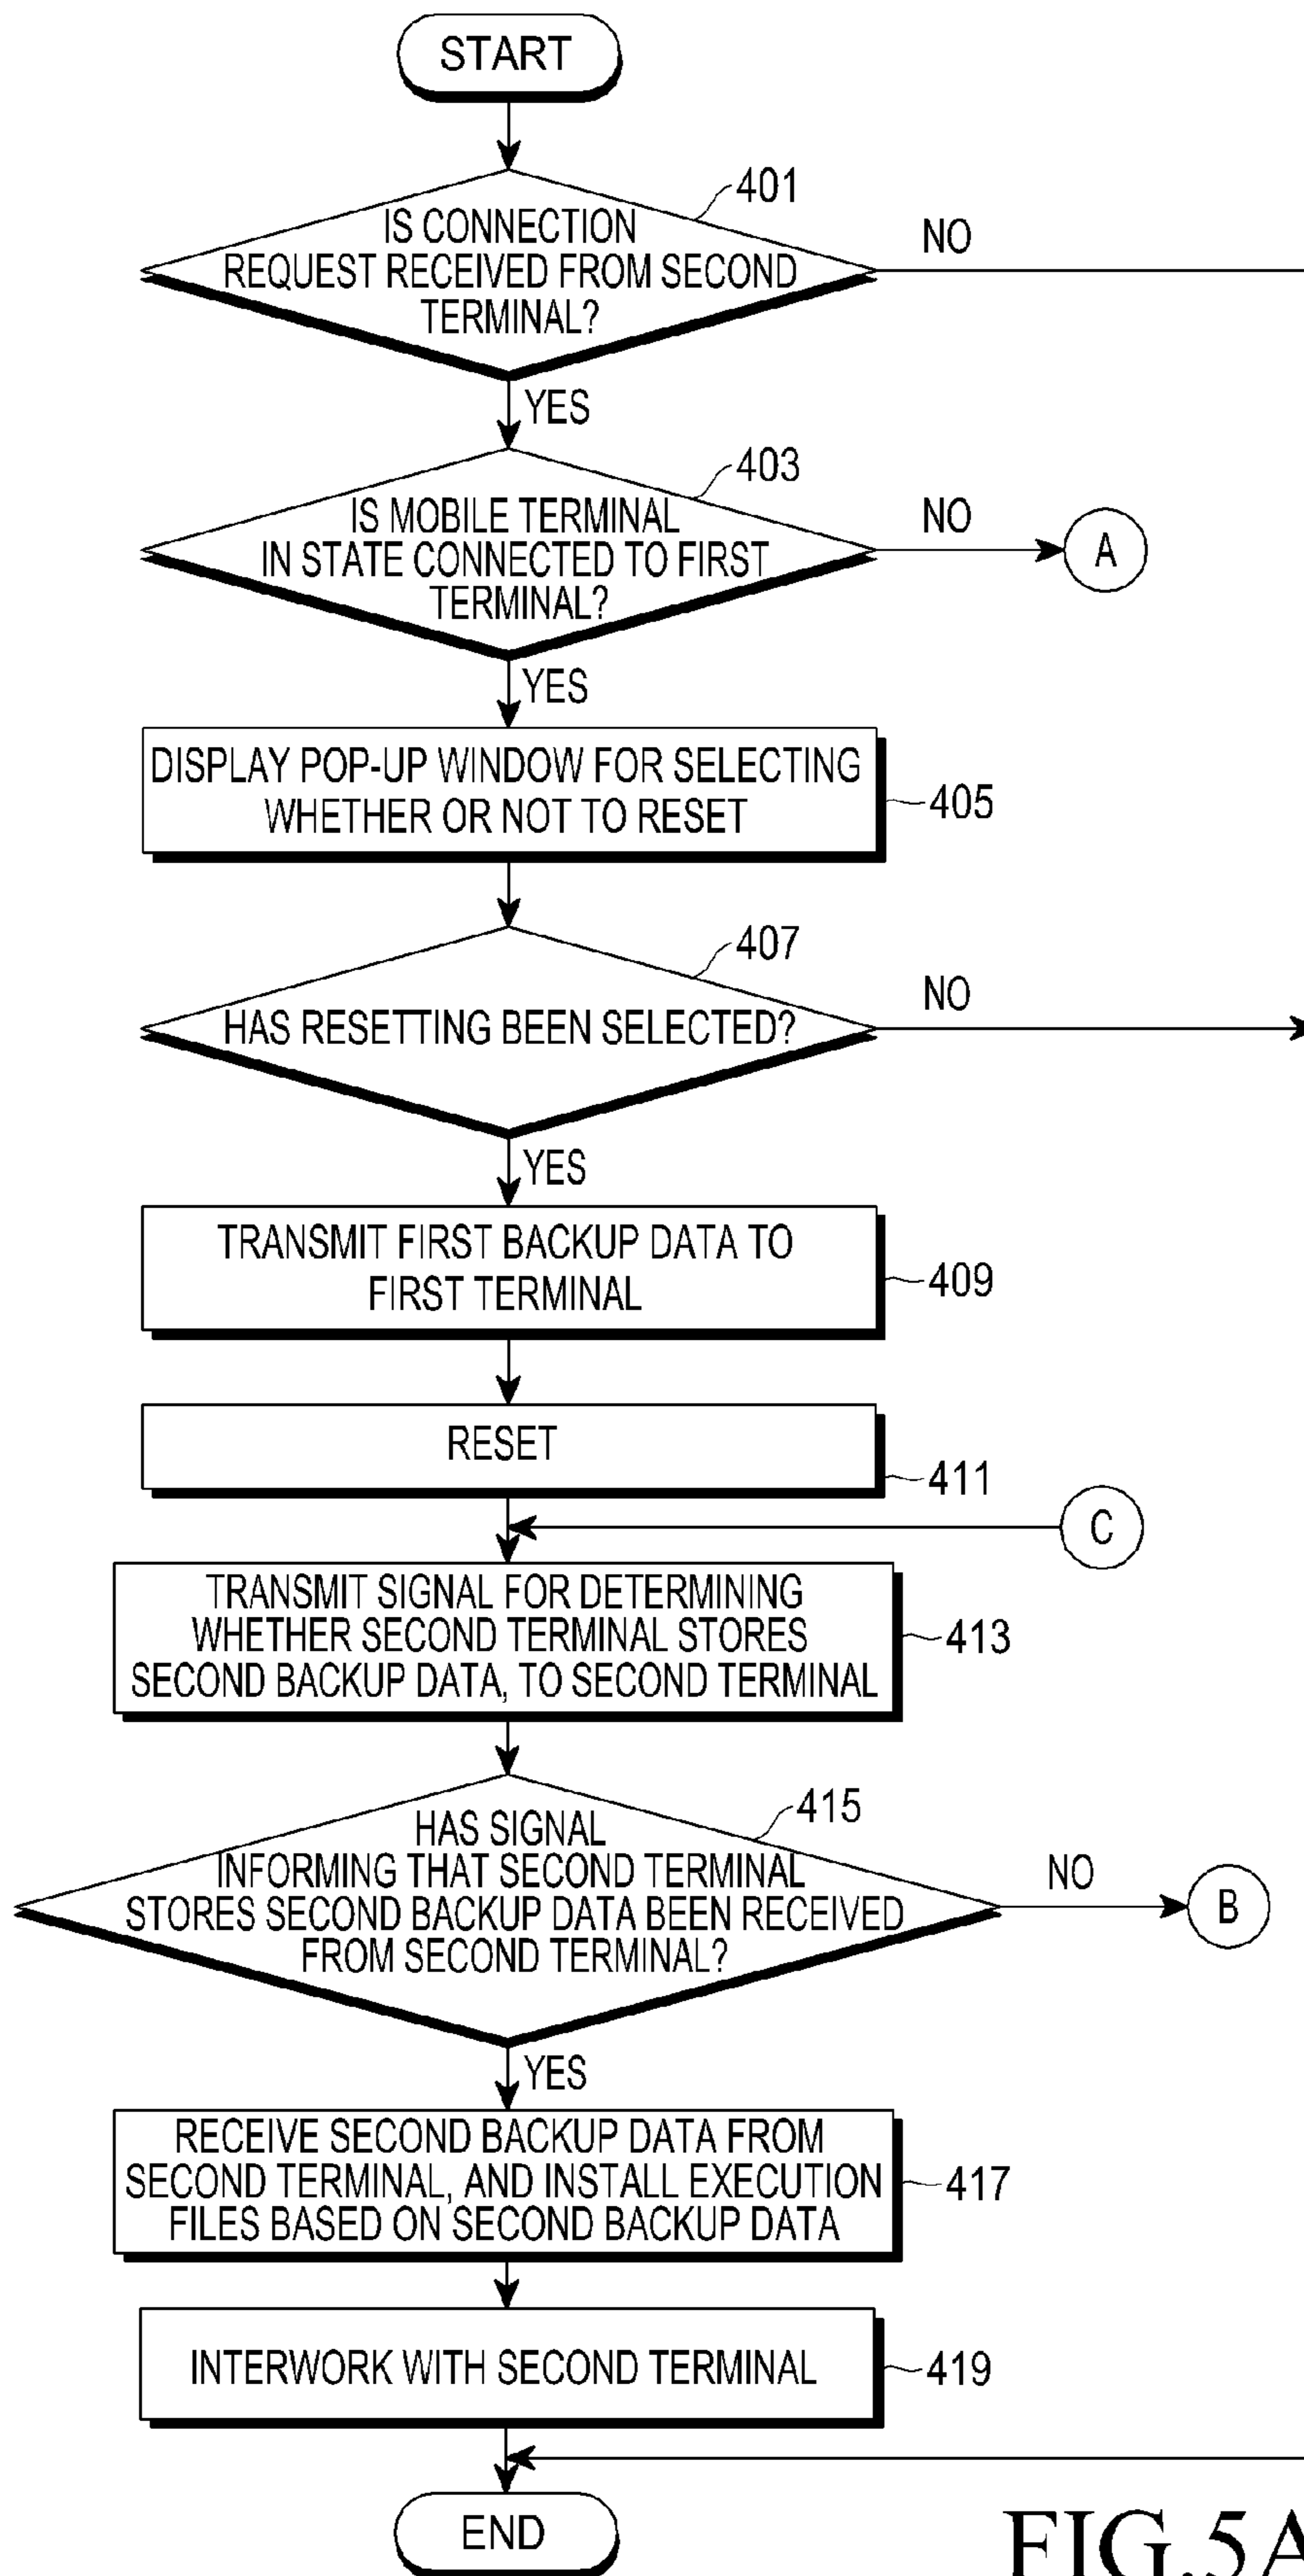 START
401
IS CONNECTION
REQUEST RECEIVED FROM SECOND
TERMINAL?
NO
YES
403
IS MOBILE TERMINAL
IN STATE CONNECTED TO FIRST
TERMINAL?
NO
A
YES
DISPLAY POP-UP WINDOW FOR SELECTING
WHETHER OR NOT TO RESET
405
407
HAS RESETTING BEEN SELECTED?
NO
YES
TRANSMIT FIRST BACKUP DATA TO
FIRST TERMINAL
409
RESET
411
C
TRANSMIT SIGNAL FOR DETERMINING
WHETHER SECOND TERMINAL STORES
SECOND BACKUP DATA, TO SECOND TERMINAL
413
415
HAS SIGNAL
INFORMING THAT SECOND TERMINAL
STORES SECOND BACKUP DATA BEEN RECEIVED
FROM SECOND TERMINAL?
NO
B
YES
RECEIVE SECOND BACKUP DATA FROM
SECOND TERMINAL, AND INSTALL EXECUTION
FILES BASED ON SECOND BACKUP DATA
417
INTERWORK WITH SECOND TERMINAL
419
END
FIG.5A